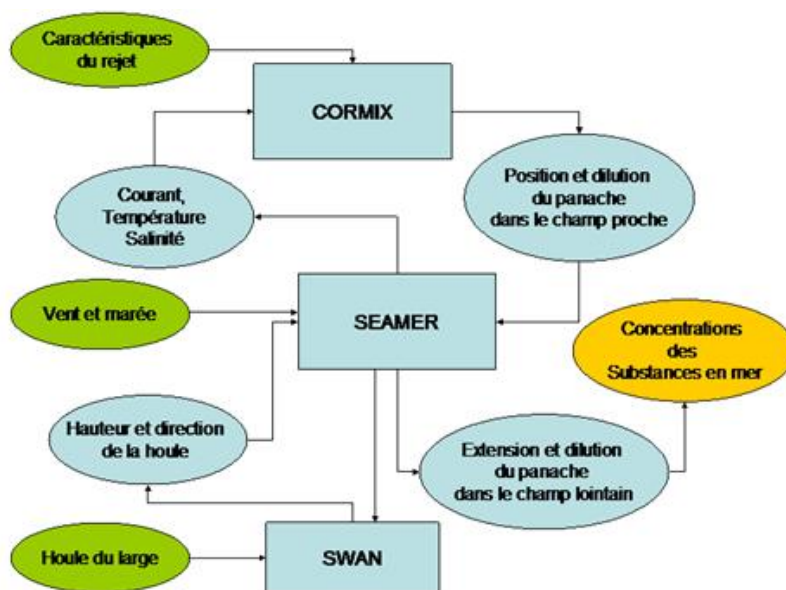 Caractéristiques
du rejet
CORMIX
Courant,
Température
Salinité
Position et dilution
du panache
dans le champ proche
Vent et marée
SEAMER
Concentrations
des
Substances en mer
Hauteur et direction
de la houle
Extension et dilution
du panache
dans le champ lointain
Houle du large
SWAN